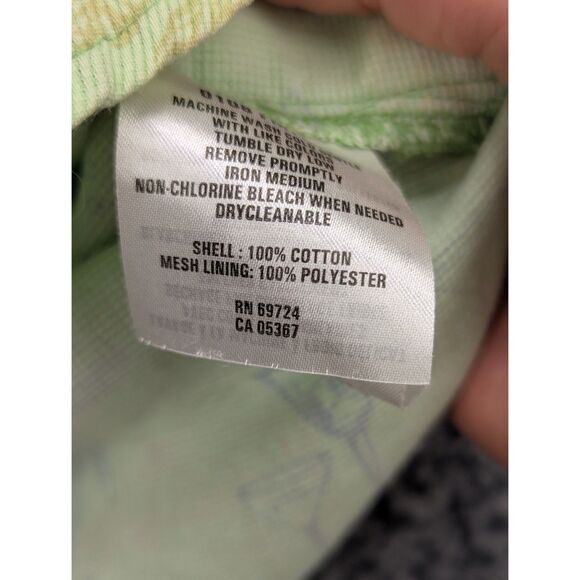 MACHINE WASH
WITH LIKE COLORS
TUMBLE DRY LOW
REMOVE PROMPTLY
IRON MEDIUM
NON-CHLORINE BLEACH WHEN NEEDED
DRYCLEANABLE
SHELL : 100% COTTON
MESH LINING: 100% POLYESTER
RN 69724
CA 05367